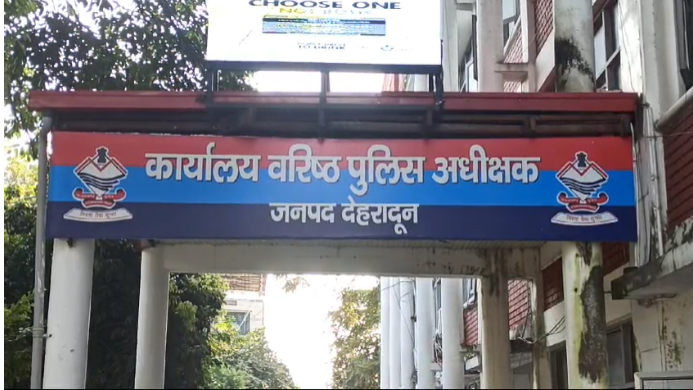 CHOOSE ONE
कार्यालय वरिष्ठ पुलिस अधीक्षक
जनपद देहरादून